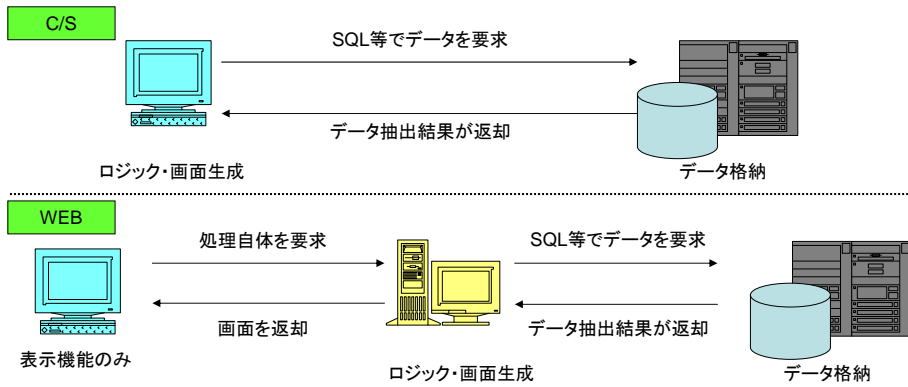 C/S
SQL等でデータを要求
データ抽出結果が返却
ロジック・画面生成
データ格納
WEB
処理自体を要求
SQL等でデータを要求
画面を返却
データ抽出結果が返却
表示機能のみ
ロジック・画面生成
データ格納